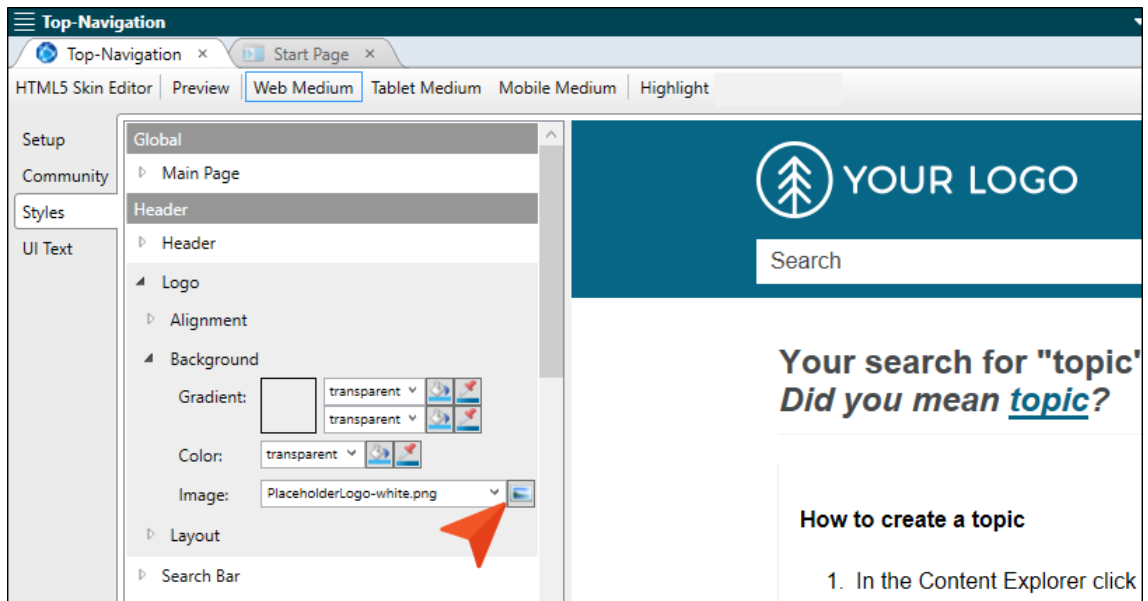 Top-Navigation
Top-Navigation × Start Page ×
HTML5 Skin Editor Preview Web Medium Tablet Medium Mobile Medium Highlight
Setup
Community
Styles
UI Text
Global
Main Page
Header
Header
Logo
Alignment
Background
Gradient: transparent
transparent
Color: transparent
Image: PlaceholderLogo-white.png
Layout
Search Bar
YOUR LOGO
Search
Your search for "topic"
Did you mean topic?
How to create a topic
1. In the Content Explorer click